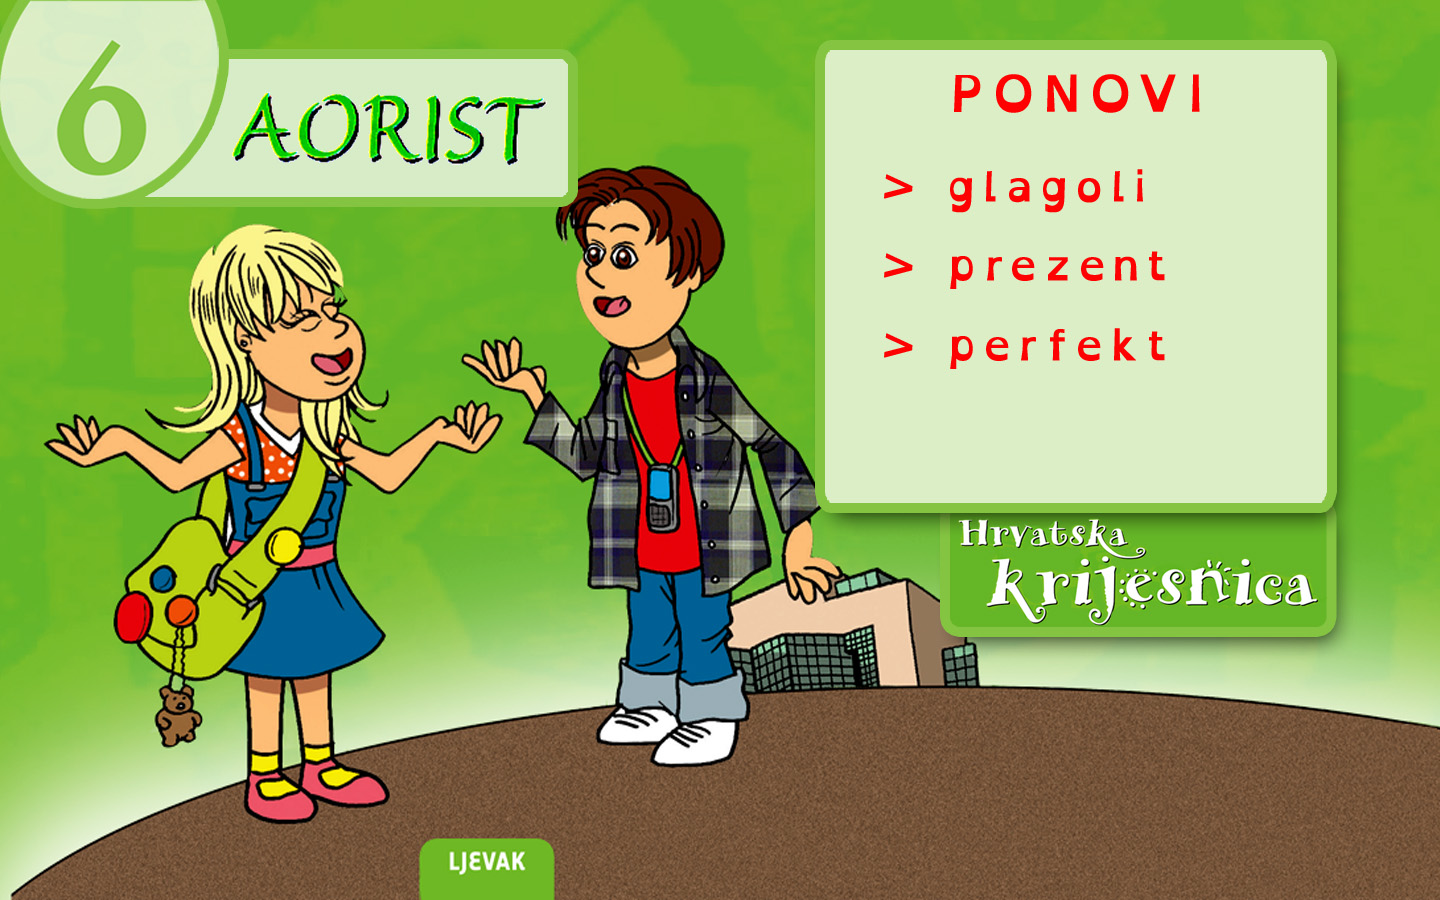 6
AORIST
PONOVI
> glagoli
> prezent
> perfekt
Hrvatska
krijesnica
LJEVAK